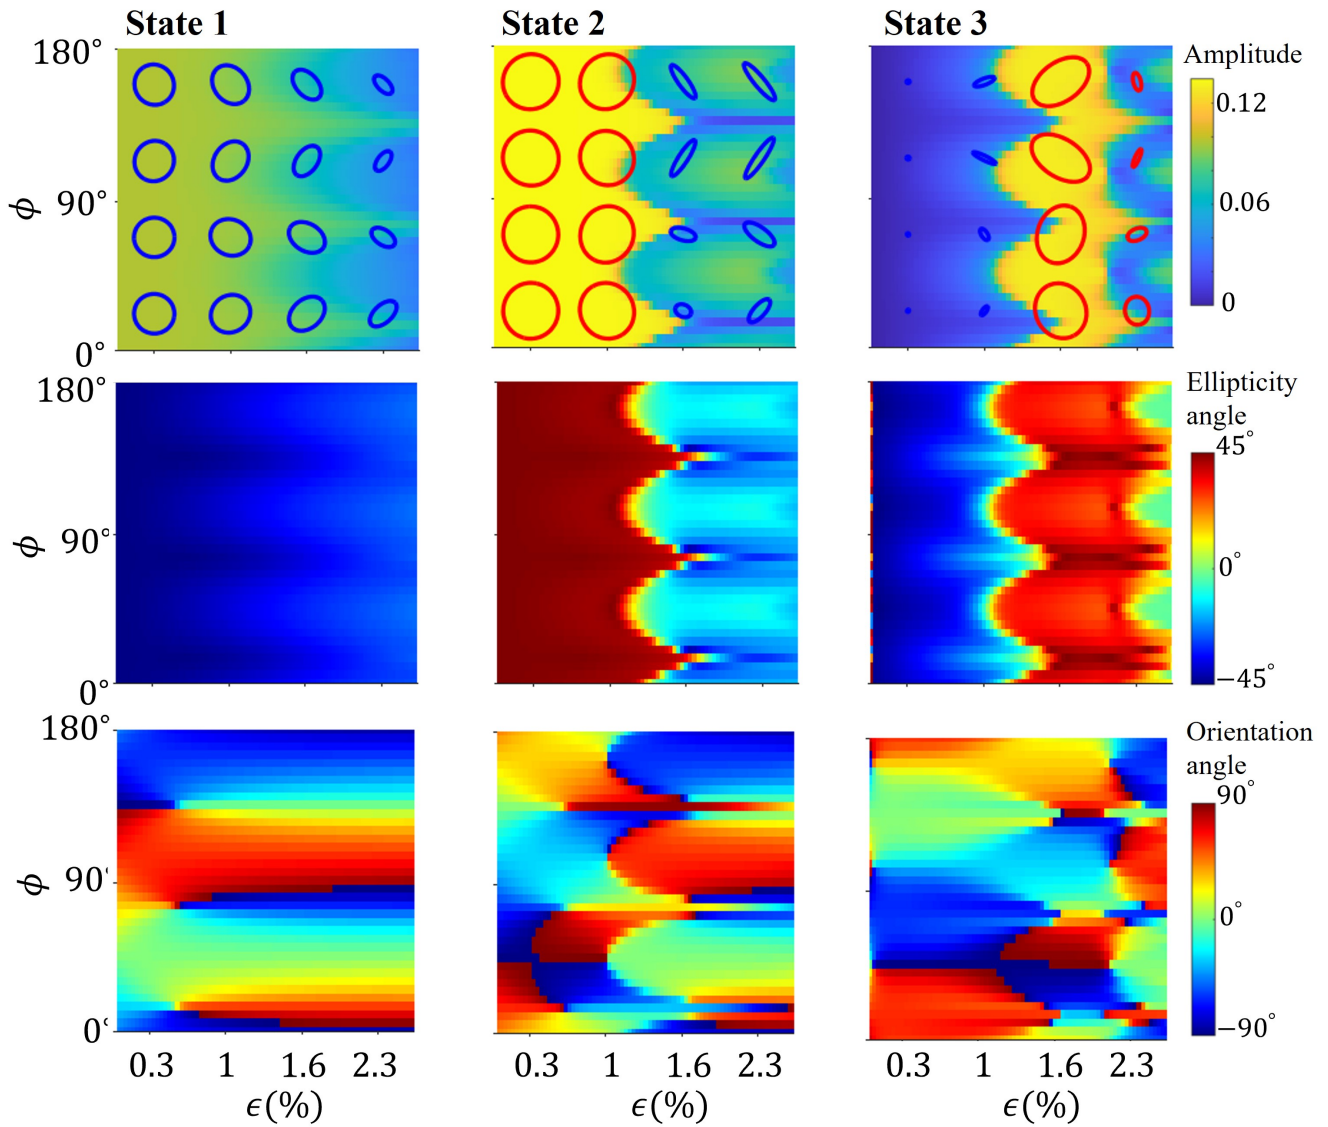 State 1
State 2
State 3
180°
ϕ
90°
0°
Amplitude
0.12
0.06
0
180°
ϕ
90°
0°
Ellipticity
angle
45°
0°
−45°
180°
ϕ
90°
0°
Orientation
angle
90°
0°
−90°
0.3 1 1.6 2.3
0.3 1 1.6 2.3
0.3 1 1.6 2.3
ϵ(%)
ϵ(%)
ϵ(%)